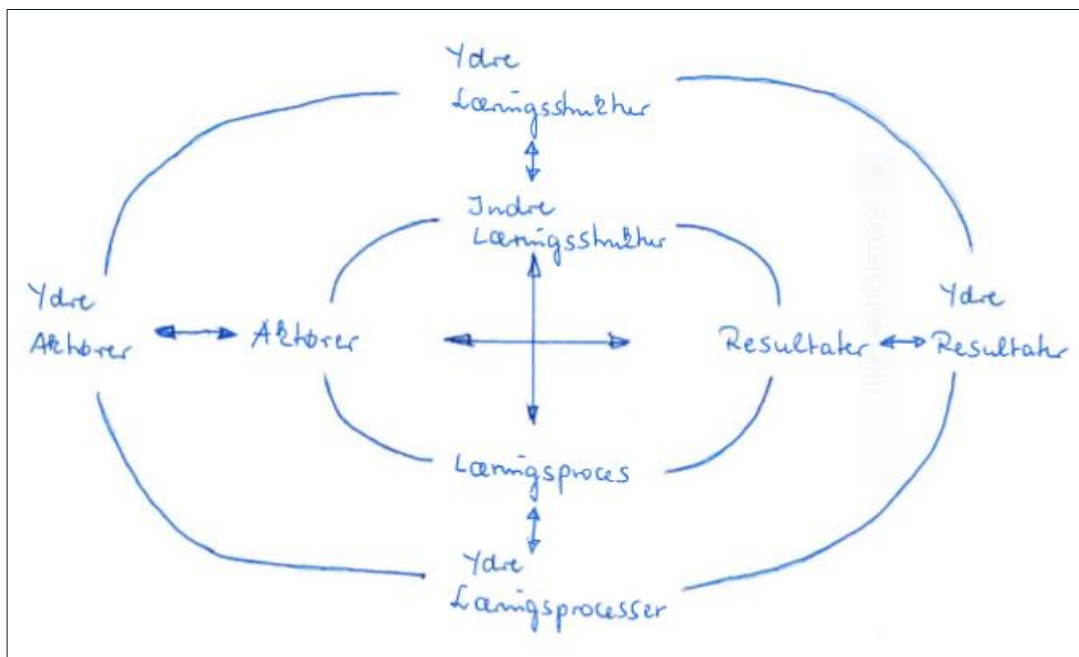 Ydre
Læringsstruktur
Indre
Læringsstruktur
Ydre
Aktører
Aktører
Resultater
Ydre
Resultater
Læringsproces
Ydre
Læringsprocesser